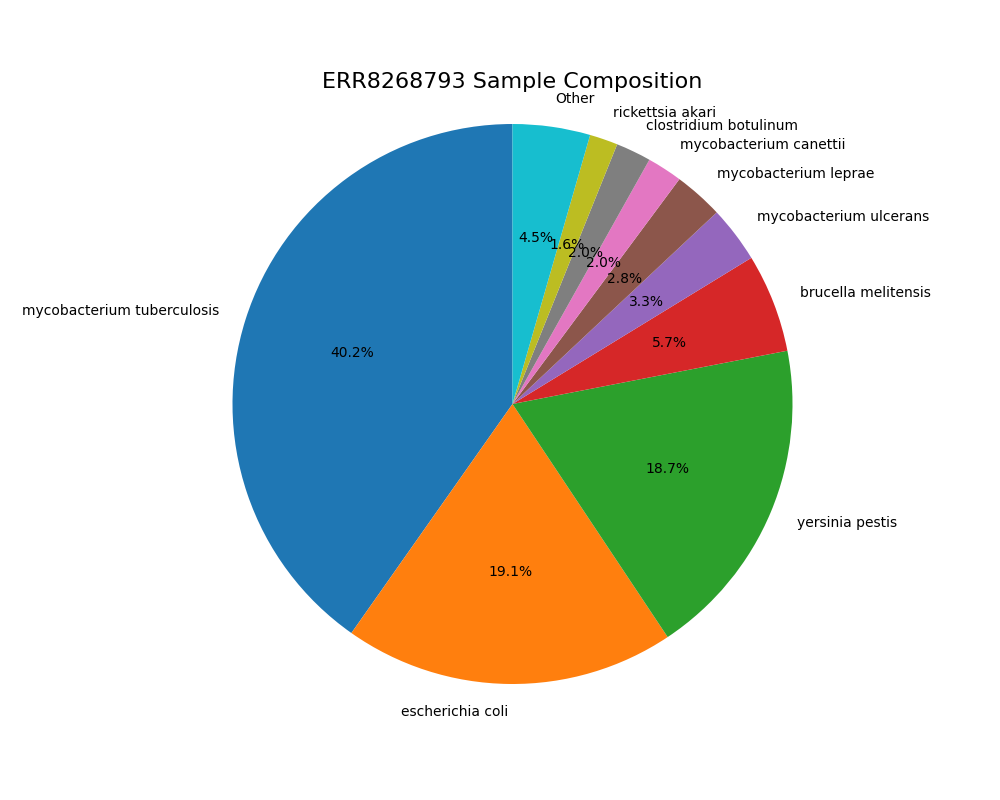 ERR8268793 Sample Composition
Other
rickettsia akari
clostridium botulinum
mycobacterium canettii
mycobacterium leprae
mycobacterium ulcerans
brucella melitensis
yersinia pestis
escherichia coli
mycobacterium tuberculosis
4.5%
1.6%
2.0%
2.0%
2.8%
3.3%
5.7%
18.7%
19.1%
40.2%